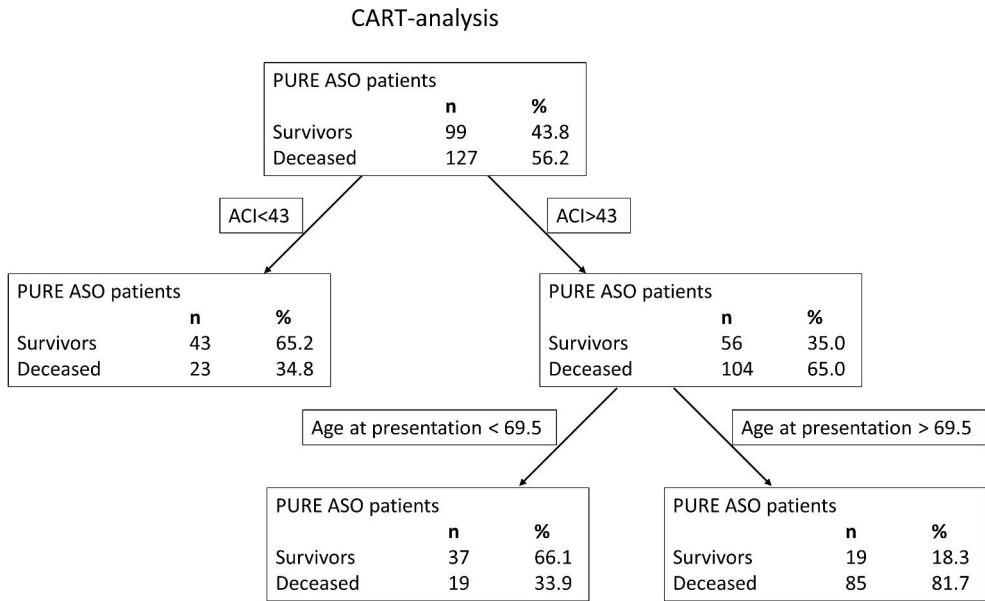 CART-analysis
PURE ASO patients
n %
Survivors 99 43.8
Deceased 127 56.2
ACI<43
ACI>43
PURE ASO patients
n %
Survivors 43 65.2
Deceased 23 34.8
PURE ASO patients
n %
Survivors 56 35.0
Deceased 104 65.0
Age at presentation < 69.5
Age at presentation > 69.5
PURE ASO patients
n %
Survivors 37 66.1
Deceased 19 33.9
PURE ASO patients
n %
Survivors 19 18.3
Deceased 85 81.7